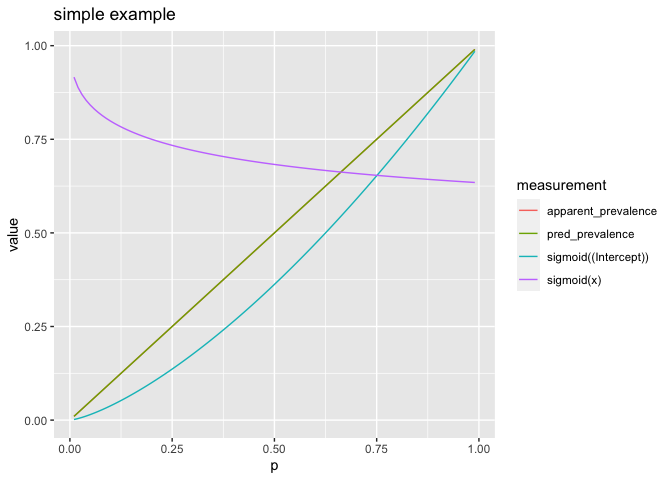 simple example
1.00
0.75
0.50
0.25
0.00
value
0.00
0.25
0.50
0.75
1.00
p
measurement
apparent_prevalence
pred_prevalence
sigmoid((Intercept))
sigmoid(x)